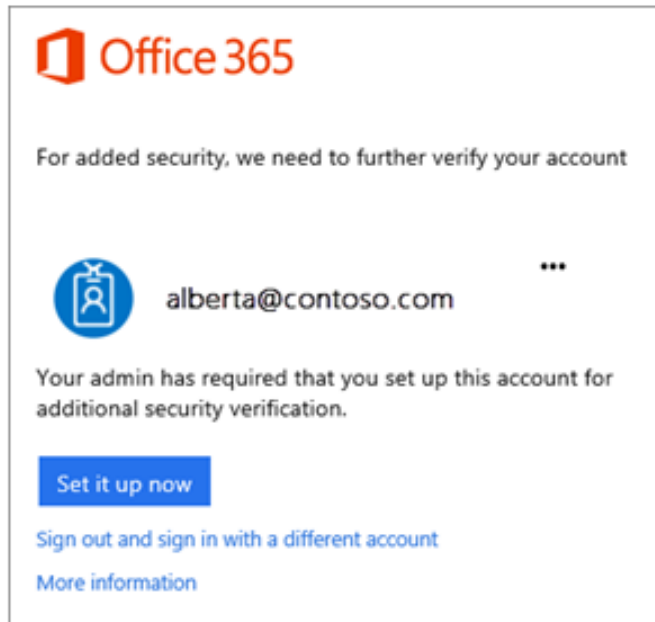 Office 365
For added security, we need to further verify your account
•••
alberta@contoso.com
Your admin has required that you set up this account for
additional security verification.
Set it up now
Sign out and sign in with a different account
More information